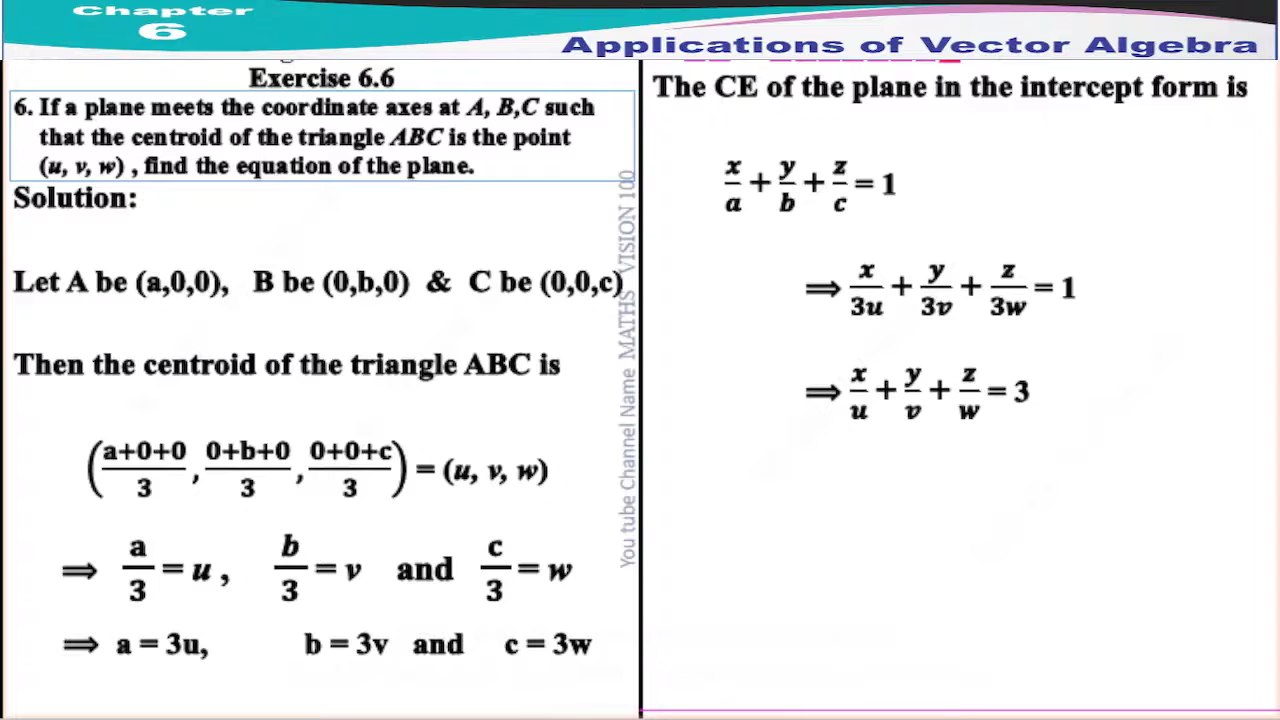 Chapter
6
Applications of Vector Algebra
Exercise 6.6
6. If a plane meets the coordinate axes at A, B,C such
that the centroid of the triangle ABC is the point
(u, v, w) , find the equation of the plane.
Solution:
Let A be (a,0,0), B be (0,b,0) & C be (0,0,c)
Then the centroid of the triangle ABC is
((a+0+0)/3, (0+b+0)/3, (0+0+c)/3) = (u, v, w)
⟹ a/3 = u , b/3 = v and c/3 = w
⟹ a = 3u, b = 3v and c = 3w
You tube Channel Name MATHS VISION 100
The CE of the plane in the intercept form is
x/a + y/b + z/c = 1
⟹ x/3u + y/3v + z/3w = 1
⟹ x/u + y/v + z/w = 3